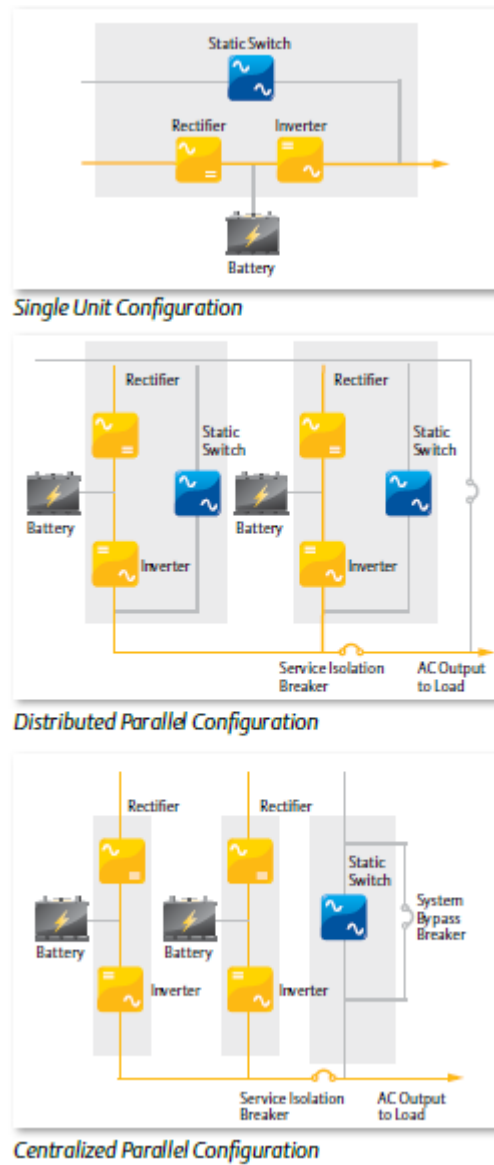 Static Switch
Rectifier
Inverter
Battery
Single Unit Configuration
Rectifier
Rectifier
Static
Switch
Static
Switch
Battery
Battery
Inverter
Inverter
Service Isolation
Breaker
AC Output
to Load
Distributed Parallel Configuration
Rectifier
Rectifier
Static
Switch
System
Bypass
Breaker
Battery
Battery
Inverter
Inverter
Service Isolation
Breaker
AC Output
to Load
Centralized Parallel Configuration